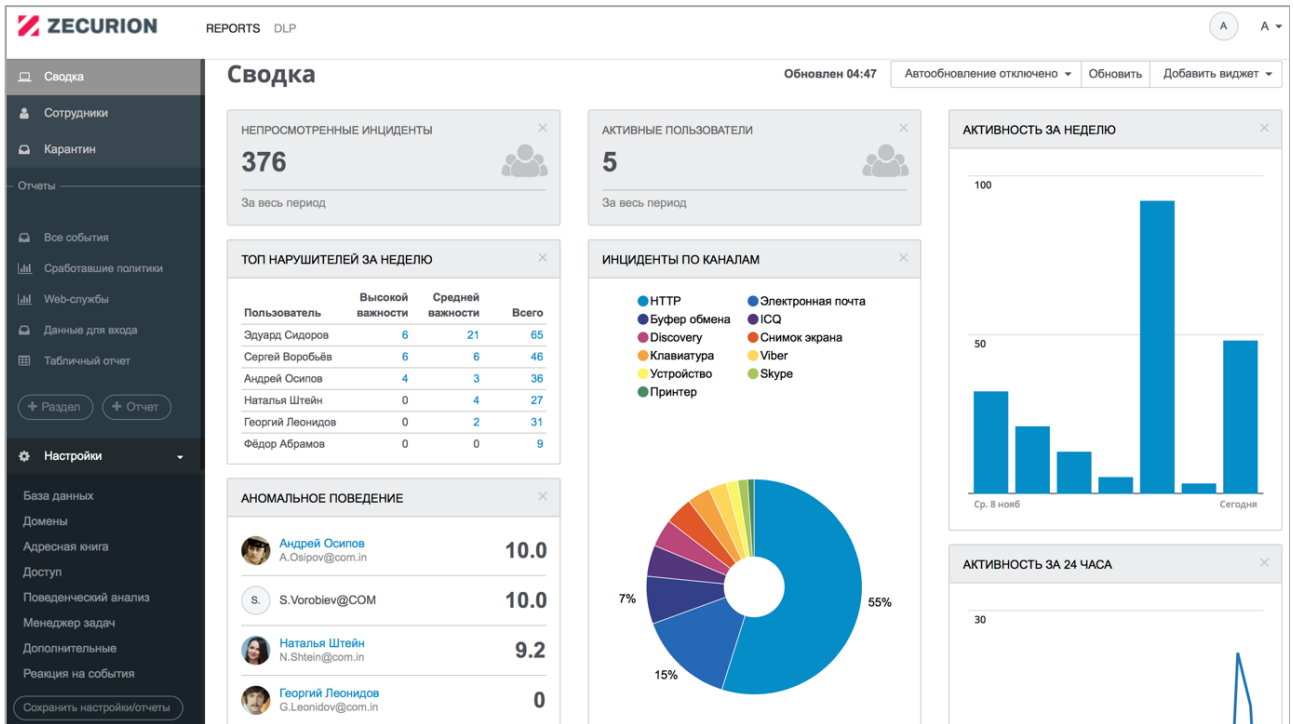 ZECURION
REPORTS DLP
A
A
Сводка
Сотрудники
Карантин
Отчеты
Все события
Сработавшие политики
Web-службы
Данные для входа
Табличный отчет
+ Раздел
+ Отчет
Настройки
База данных
Домены
Адресная книга
Доступ
Поведенческий анализ
Менеджер задач
Дополнительные
Реакция на события
Сохранить настройки/отчеты
Сводка
Обновлен 04:47
Автообновление отключено
Обновить
Добавить виджет
НЕПРОСМОТРЕННЫЕ ИНЦИДЕНТЫ
376
За весь период
АКТИВНЫЕ ПОЛЬЗОВАТЕЛИ
5
За весь период
ТОП НАРУШИТЕЛЕЙ ЗА НЕДЕЛЮ
Пользователь Высокой важности Средней важности Всего
Эдуард Сидоров 6 21 65
Сергей Воробьёв 6 6 46
Андрей Осипов 4 3 36
Наталья Штейн 0 4 27
Георгий Леонидов 0 2 31
Фёдор Абрамов 0 0 9
АНОМАЛЬНОЕ ПОВЕДЕНИЕ
Андрей Осипов
A.Osipov@com.in
10.0
S.
S.Vorobiev@COM
10.0
Наталья Штейн
N.Shtein@com.in
9.2
Георгий Леонидов
G.Leonidov@com.in
0
ИНЦИДЕНТЫ ПО КАНАЛАМ
HTTP
Электронная почта
Буфер обмена
ICQ
Discovery
Снимок экрана
Клавиатура
Viber
Устройство
Skype
Принтер
7%
55%
15%
АКТИВНОСТЬ ЗА НЕДЕЛЮ
100
50
Ср. 8 нояб
Сегодня
АКТИВНОСТЬ ЗА 24 ЧАСА
30